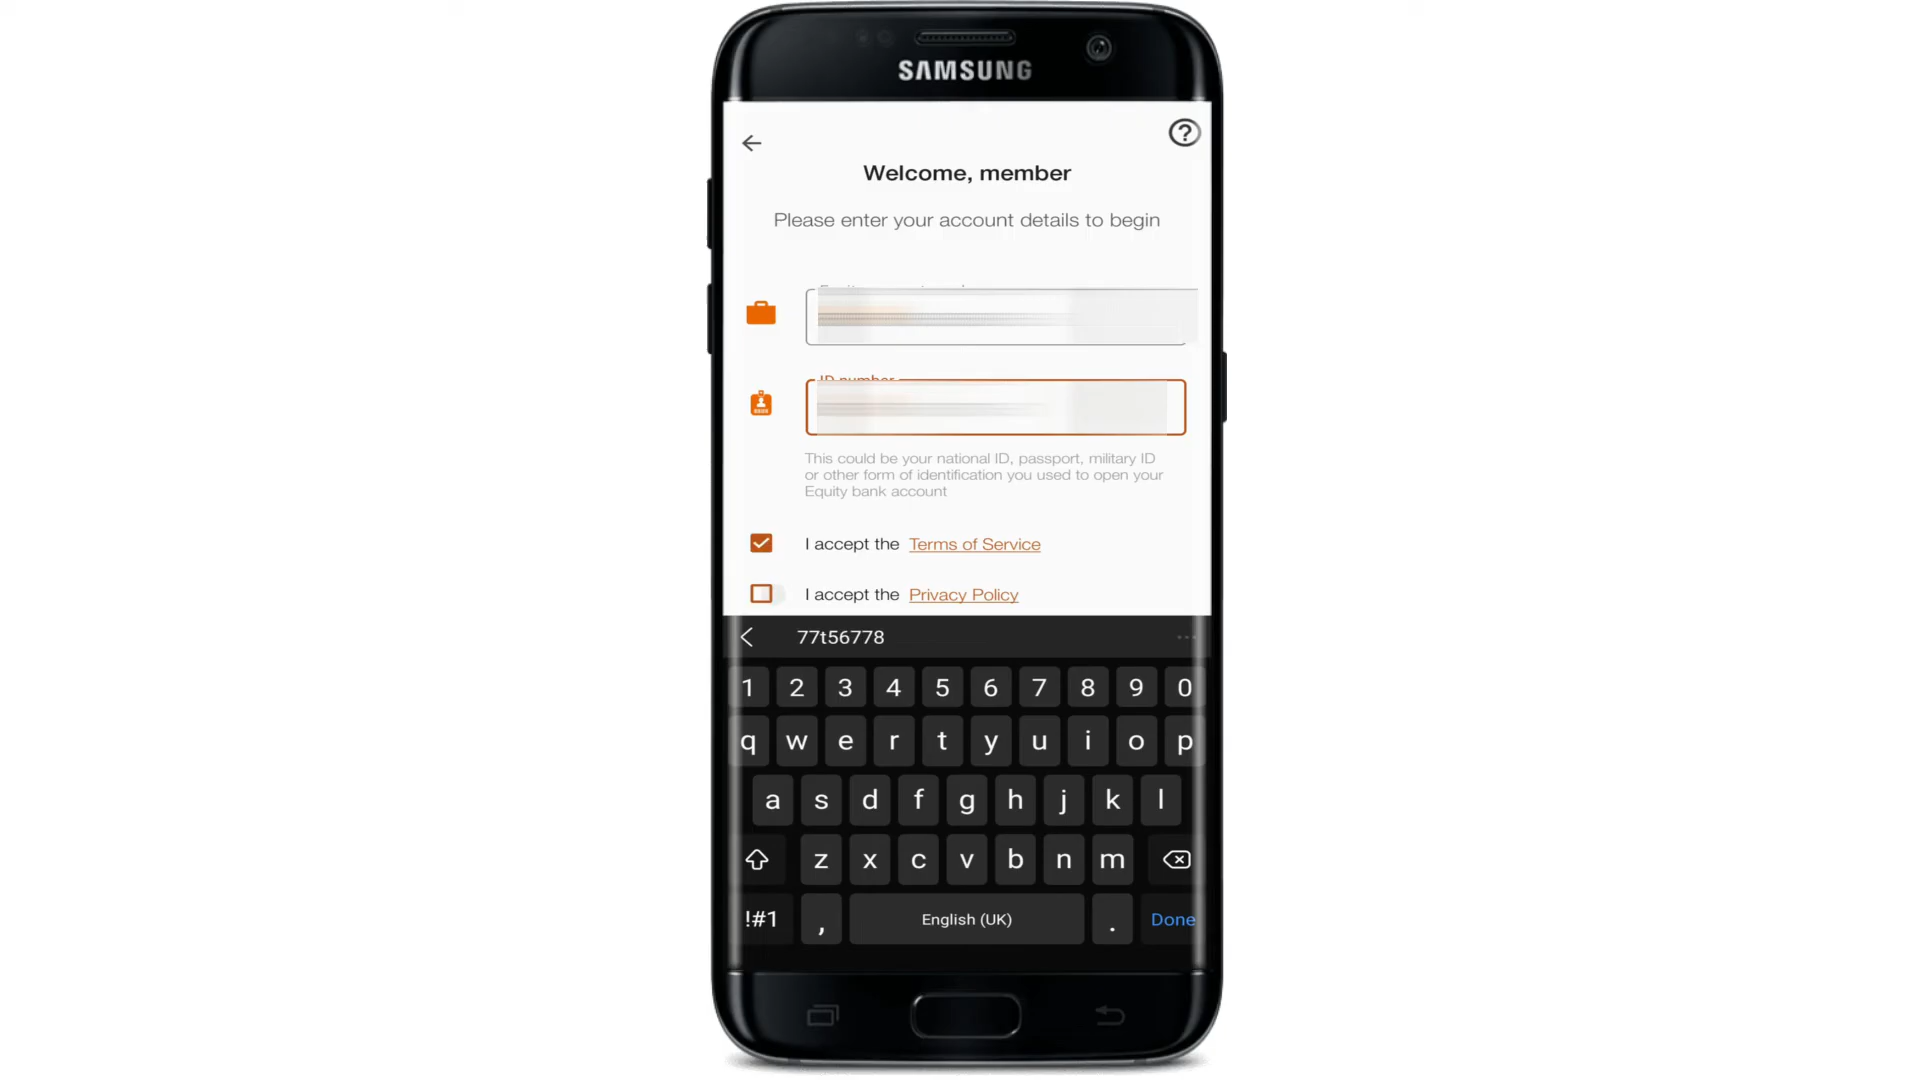 SAMSUNG
Welcome, member
Please enter your account details to begin
ID number
This could be your national ID, passport, military ID
or other form of identification you used to open your
Equity bank account
I accept the Terms of Service
I accept the Privacy Policy
77t56778
1 2 3 4 5 6 7 8 9 0
q w e r t y u i o p
a s d f g h j k l
z x c v b n m
!#1 , English (UK) . Done